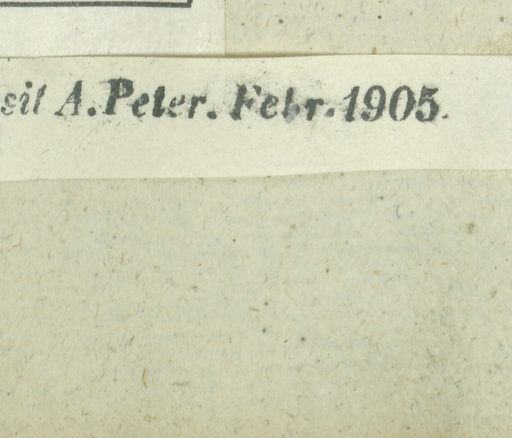 sit A. Peter. Febr. 1905.